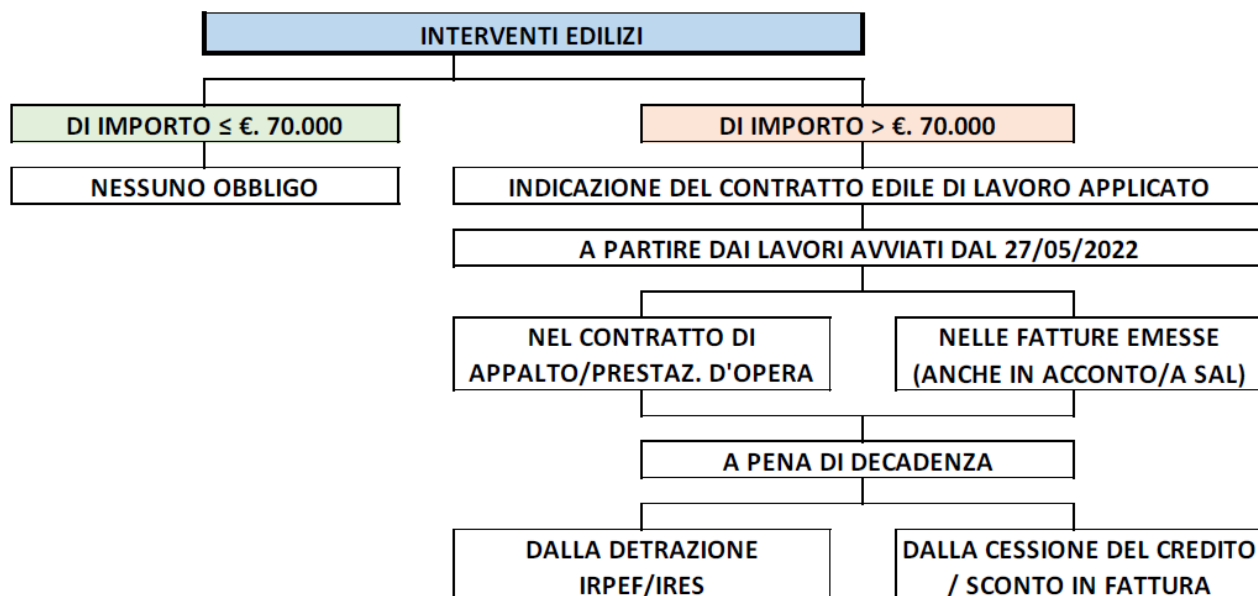 INTERVENTI EDILIZI
DI IMPORTO ≤ €. 70.000
DI IMPORTO > €. 70.000
NESSUNO OBBLIGO
INDICAZIONE DEL CONTRATTO EDILE DI LAVORO APPLICATO
A PARTIRE DAI LAVORI AVVIATI DAL 27/05/2022
NEL CONTRATTO DI
APPALTO/PRESTAZ. D'OPERA
NELLE FATTURE EMESSE
(ANCHE IN ACCONTO/A SAL)
A PENA DI DECADENZA
DALLA DETRAZIONE
IRPEF/IRES
DALLA CESSIONE DEL CREDITO
/ SCONTO IN FATTURA